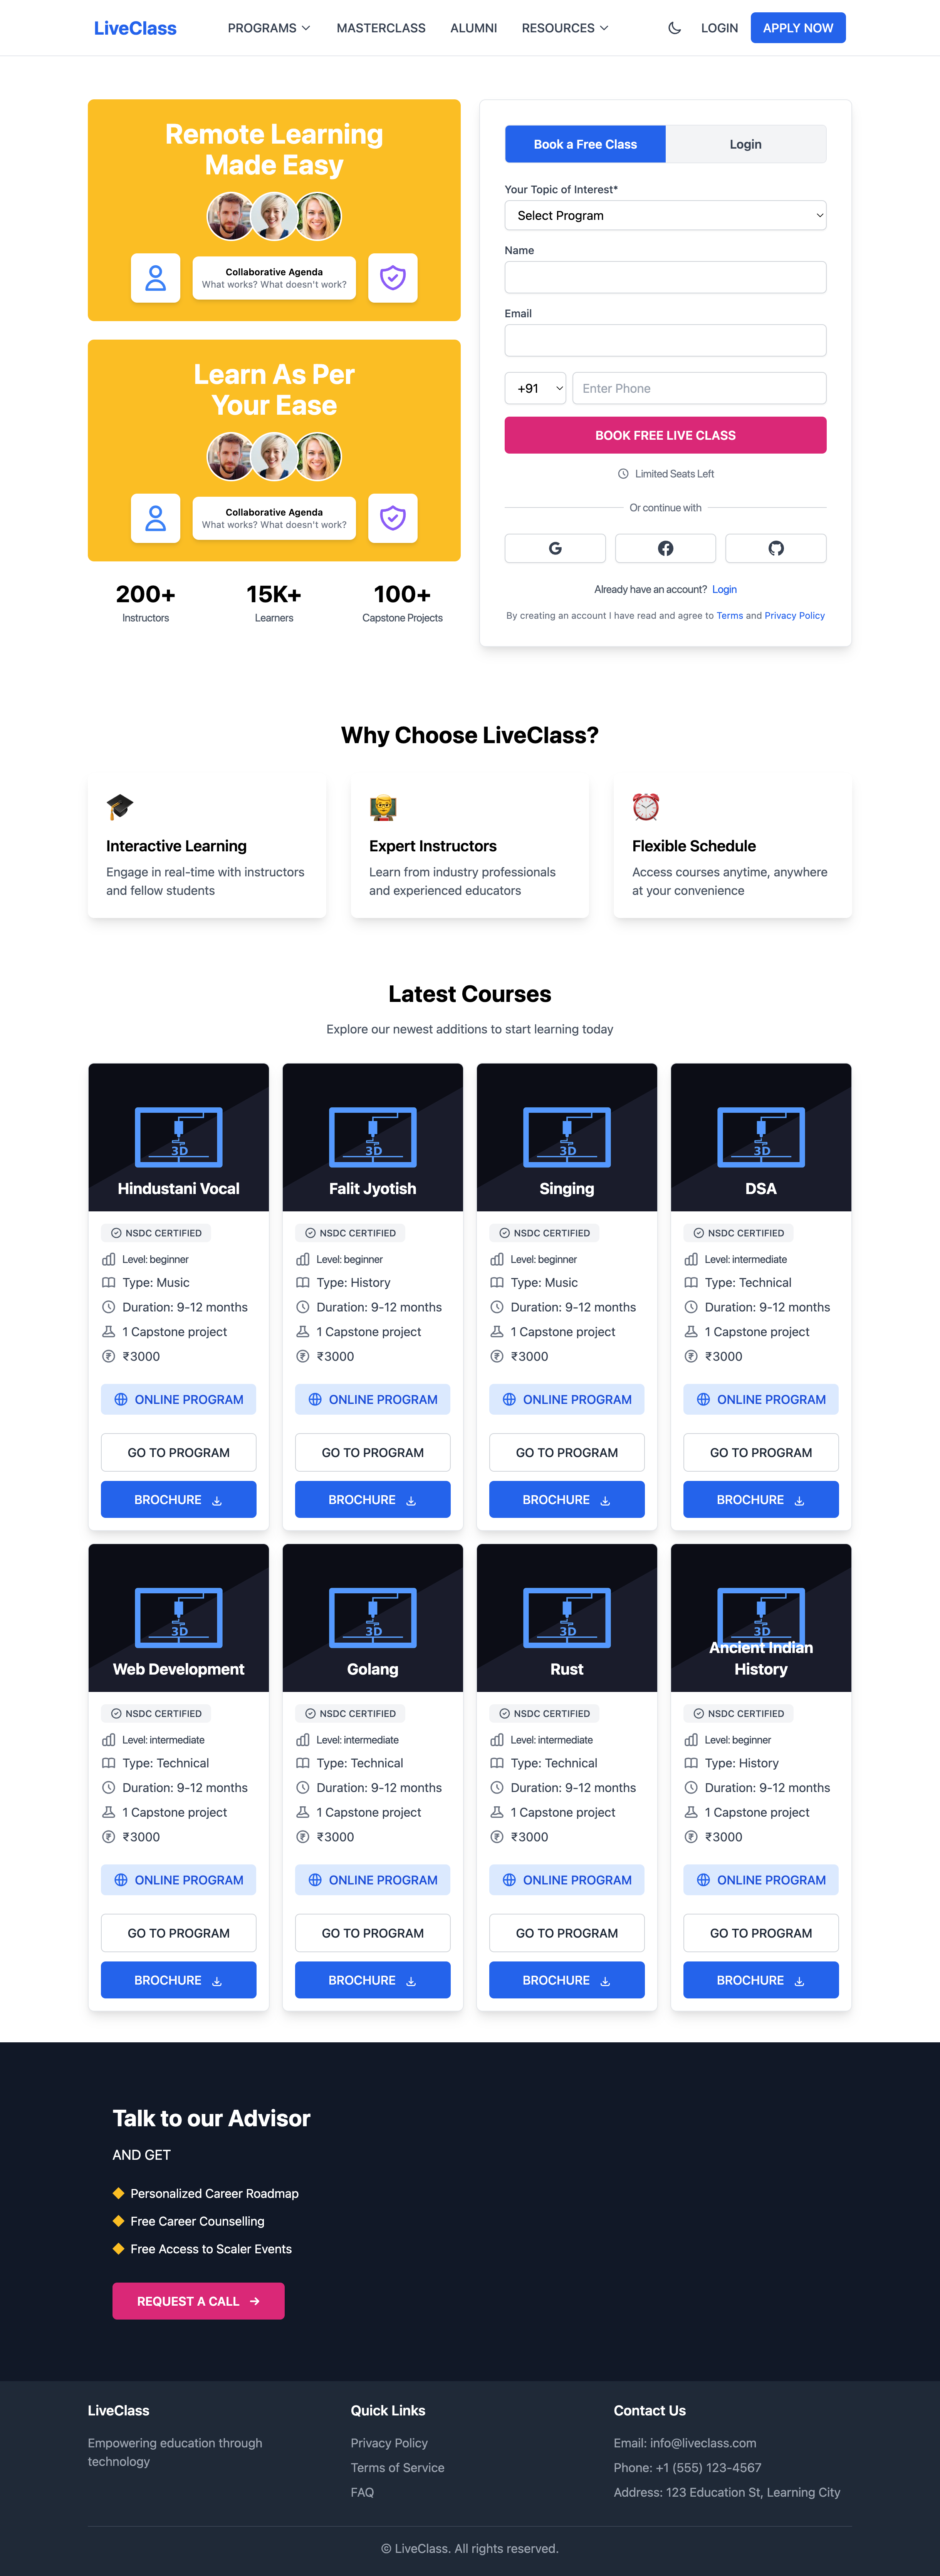 LiveClass
PROGRAMS
MASTERCLASS
ALUMNI
RESOURCES
LOGIN
APPLY NOW
Remote Learning
Made Easy
Collaborative Agenda
What works? What doesn't work?
Learn As Per
Your Ease
Collaborative Agenda
What works? What doesn't work?
200+
Instructors
15K+
Learners
100+
Capstone Projects
Book a Free Class
Login
Your Topic of Interest*
Select Program
Name
Email
+91
Enter Phone
BOOK FREE LIVE CLASS
Limited Seats Left
Or continue with
Already have an account? Login
By creating an account I have read and agree to Terms and Privacy Policy
Why Choose LiveClass?
Interactive Learning
Engage in real-time with instructors
and fellow students
Expert Instructors
Learn from industry professionals
and experienced educators
Flexible Schedule
Access courses anytime, anywhere
at your convenience
Latest Courses
Explore our newest additions to start learning today
3D
Hindustani Vocal
NSDC CERTIFIED
Level: beginner
Type: Music
Duration: 9-12 months
1 Capstone project
₹3000
ONLINE PROGRAM
GO TO PROGRAM
BROCHURE
3D
Falit Jyotish
NSDC CERTIFIED
Level: beginner
Type: History
Duration: 9-12 months
1 Capstone project
₹3000
ONLINE PROGRAM
GO TO PROGRAM
BROCHURE
3D
Singing
NSDC CERTIFIED
Level: beginner
Type: Music
Duration: 9-12 months
1 Capstone project
₹3000
ONLINE PROGRAM
GO TO PROGRAM
BROCHURE
3D
DSA
NSDC CERTIFIED
Level: intermediate
Type: Technical
Duration: 9-12 months
1 Capstone project
₹3000
ONLINE PROGRAM
GO TO PROGRAM
BROCHURE
3D
Web Development
NSDC CERTIFIED
Level: intermediate
Type: Technical
Duration: 9-12 months
1 Capstone project
₹3000
ONLINE PROGRAM
GO TO PROGRAM
BROCHURE
3D
Golang
NSDC CERTIFIED
Level: intermediate
Type: Technical
Duration: 9-12 months
1 Capstone project
₹3000
ONLINE PROGRAM
GO TO PROGRAM
BROCHURE
3D
Rust
NSDC CERTIFIED
Level: intermediate
Type: Technical
Duration: 9-12 months
1 Capstone project
₹3000
ONLINE PROGRAM
GO TO PROGRAM
BROCHURE
3D
Ancient Indian
History
NSDC CERTIFIED
Level: beginner
Type: History
Duration: 9-12 months
1 Capstone project
₹3000
ONLINE PROGRAM
GO TO PROGRAM
BROCHURE
Talk to our Advisor
AND GET
Personalized Career Roadmap
Free Career Counselling
Free Access to Scaler Events
REQUEST A CALL
LiveClass
Empowering education through
technology
Quick Links
Privacy Policy
Terms of Service
FAQ
Contact Us
Email: info@liveclass.com
Phone: +1 (555) 123-4567
Address: 123 Education St, Learning City
© LiveClass. All rights reserved.